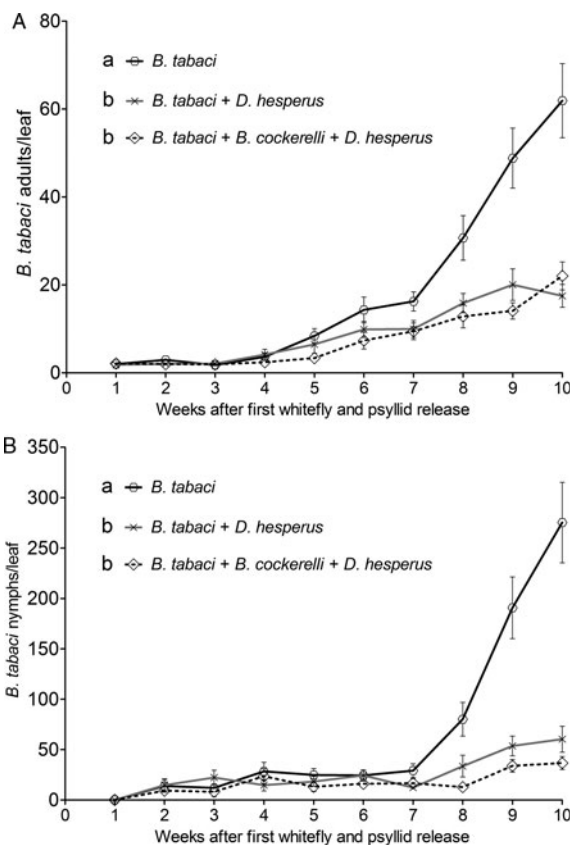 A
a B. tabaci
b B. tabaci + D. hesperus
b B. tabaci + B. cockerelli + D. hesperus
B. tabaci adults/leaf
60
40
20
0
0 1 2 3 4 5 6 7 8 9 10
Weeks after first whitefly and psyllid release
B
350
a B. tabaci
300
b B. tabaci + D. hesperus
250
b B. tabaci + B. cockerelli + D. hesperus
B. tabaci nymphs/leaf
200
150
100
50
0
0 1 2 3 4 5 6 7 8 9 10
Weeks after first whitefly and psyllid release